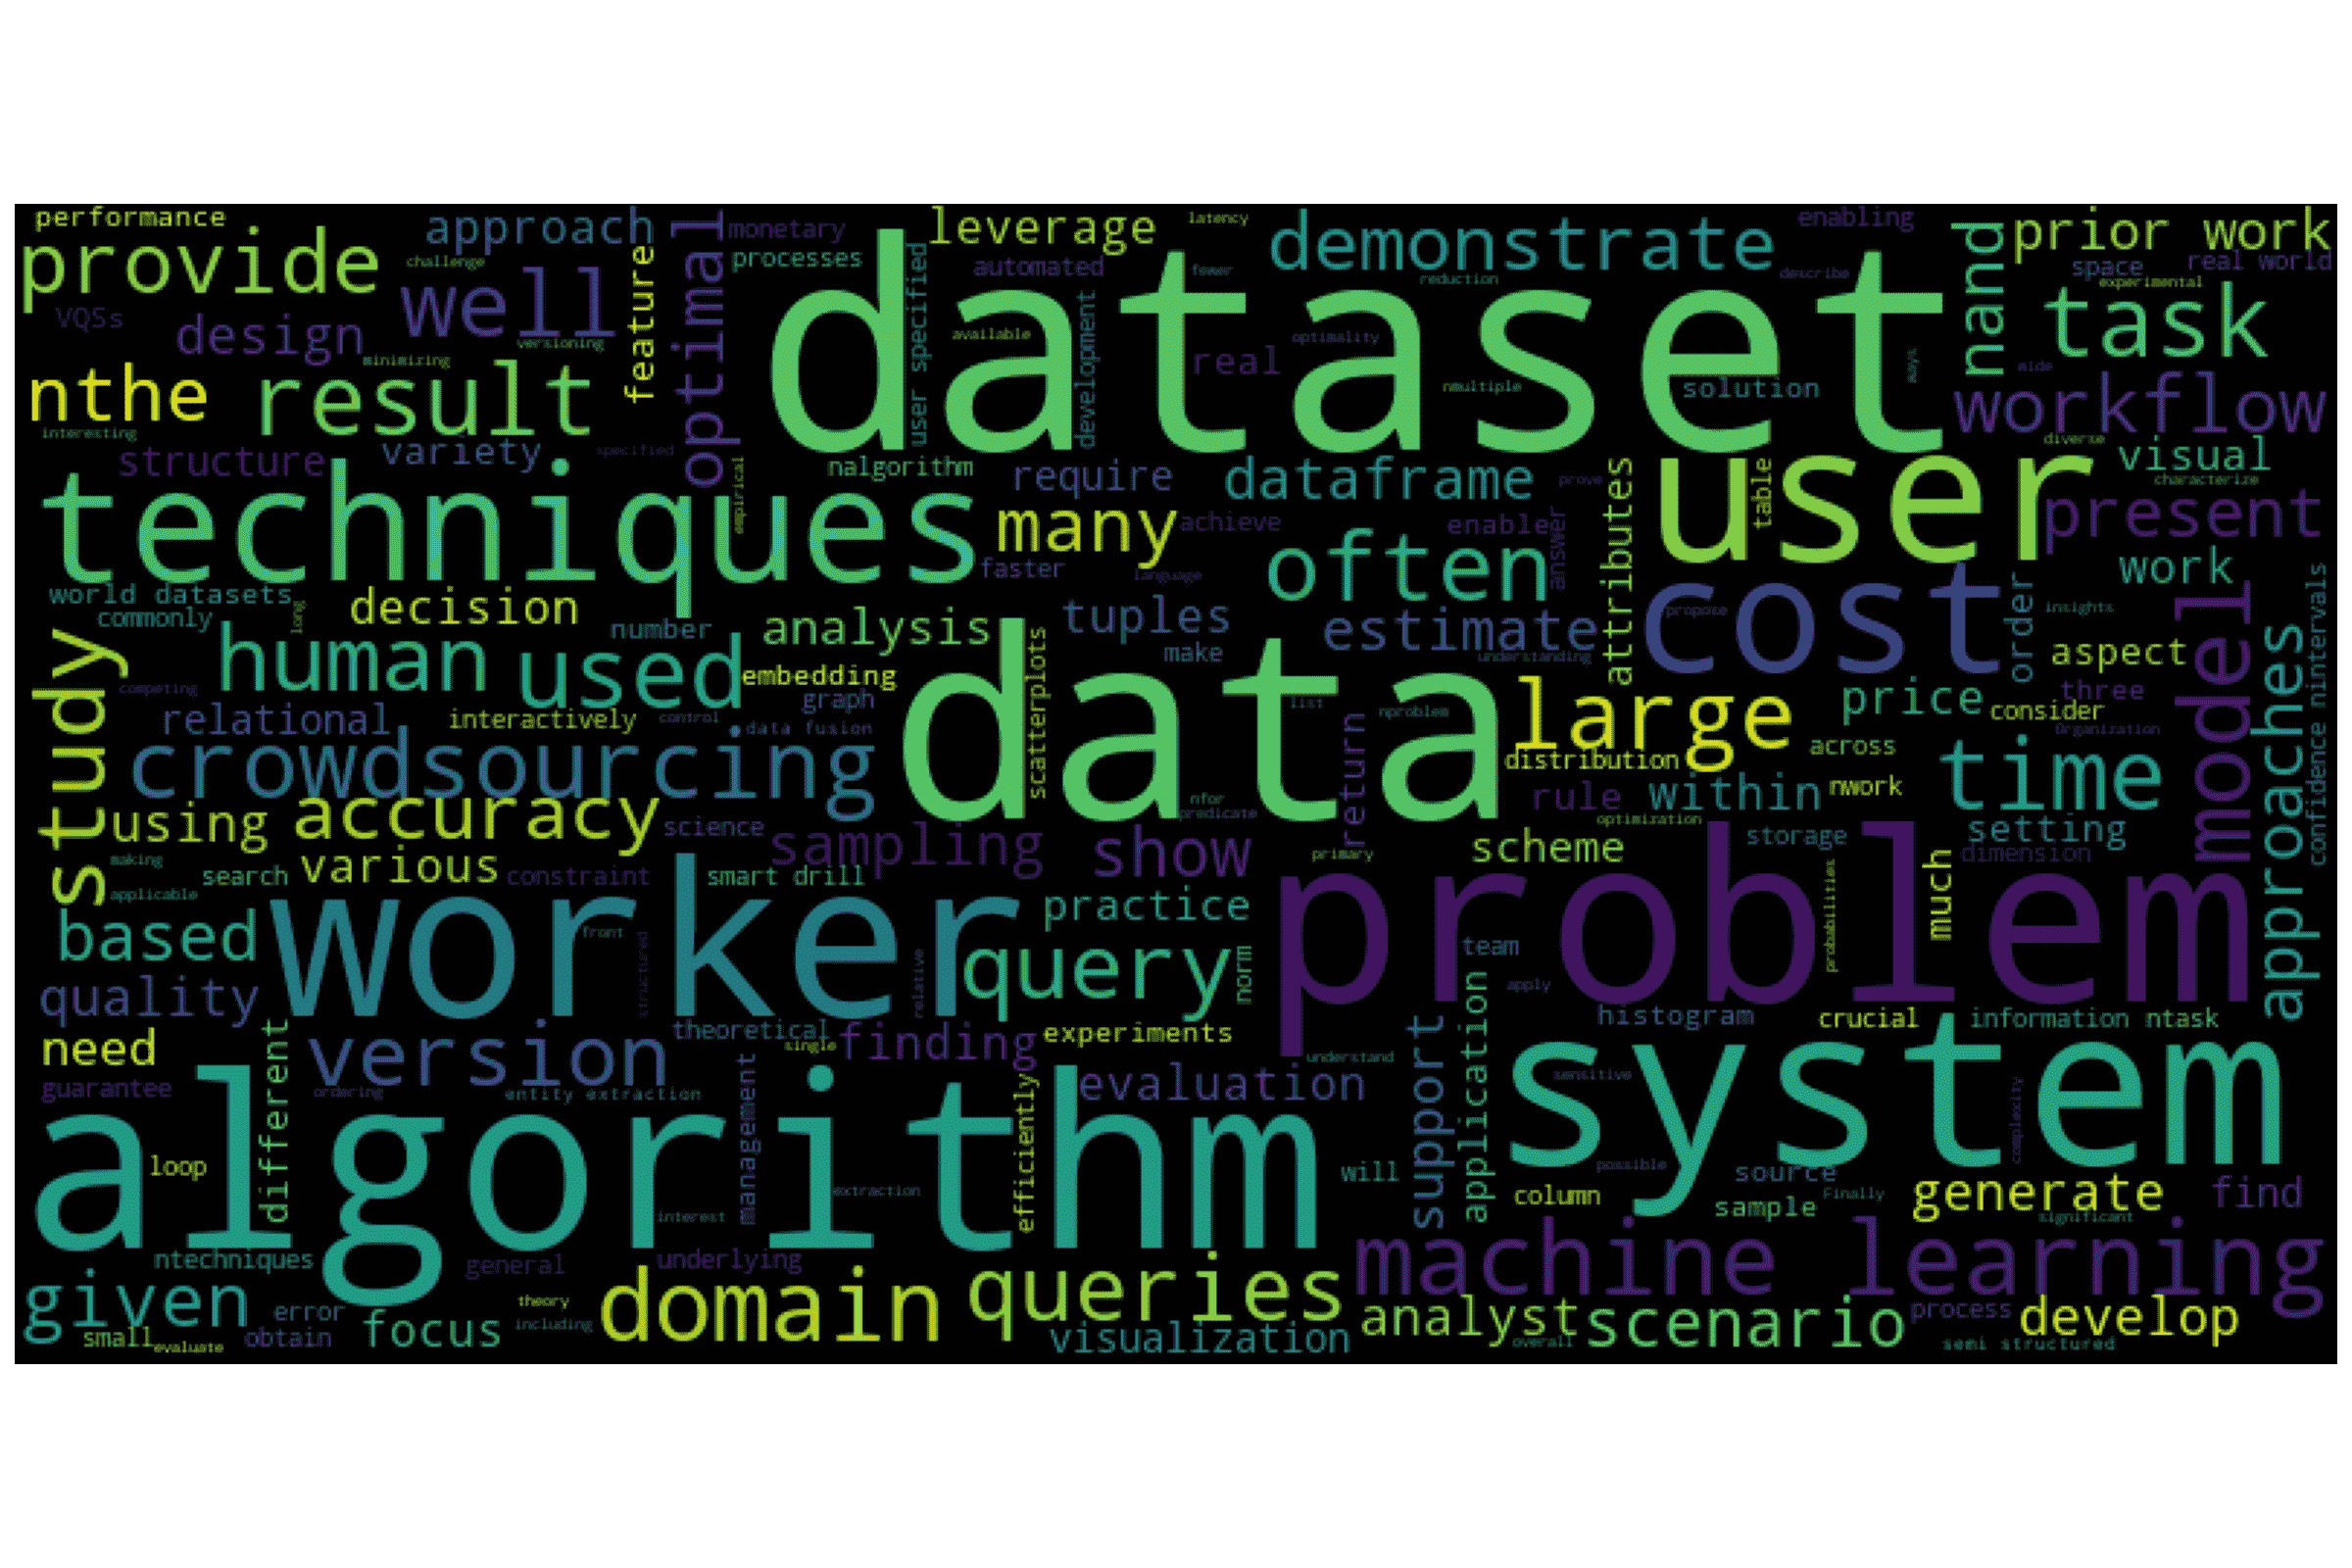 performance
provide
approach
challenge
well
VQSs
design
versioning
minimizing
feature
optimal
monetary
processes
leverage
latency
automated
fewer
user specified
dataset
demonstrate
enabling
describe
reduction
nand
prior work
space
real world
experimental
task
nthe
result
interesting
structure
variety
specified
available
development
real
optimality
nmultiple
solution
ways
wide
workflow
diverse
visual
characterize
techniques
nalgorithm
empirical
require
many
achieve
faster
language
dataframe
enable
prove
often
answer
attributes
user
table
present
work
world datasets
commonly
long
decision
number
analysis
tuples
make
estimate
understanding
cost
propose
order
insights
confidence nintervals
study
human
used
embedding
competing
relational
interactively
control
graph
data fusion
scatterplots
data
list
nproblem
large
price
aspect
three
consider
Organization
model
approaches
crowdsourcing
distribution
across
time
using
accuracy
science
sampling
nfor
predicate
return
show
rule
within
nwork
optimization
setting
making
search
various
constraint
smart drill
primary
scheme
storage
dimension
applicable
based
worker
front
structured
relative
practice
query
norm
problem
team
probabilities
much
apply
quality
need
different
version
theoretical
single
finding
experiments
understand
histogram
crucial
information
ntask
guarantee
ordering
entity extraction
management
efficiently
evaluation
support
application
system
sensitive
complexity
algorithm
loop
extraction
interest
will
possible
source
Finally
column
sample
generate
find
significant
ntechniques
general
underlying
machine learning
given
error
theory
domain
queries
analyst
scenario
process
develop
small
evaluate
obtain
focus
including
visualization
overall
semi structured